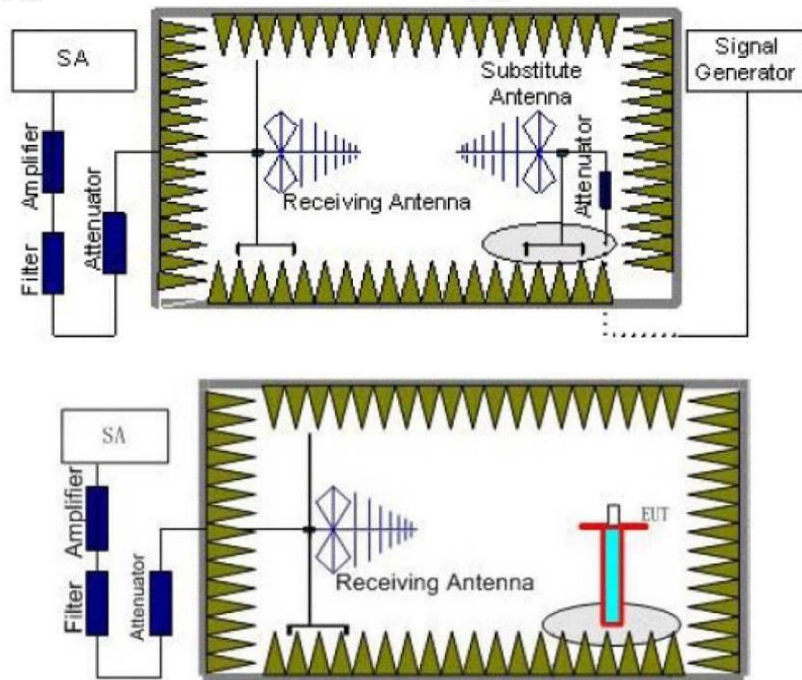 SA
Signal
Generator
Substitute
Antenna
Amplifier
Filter
Attenuator
Receiving Antenna
Attenuator
SA
Amplifier
Filter
Attenuator
Receiving Antenna
EUT